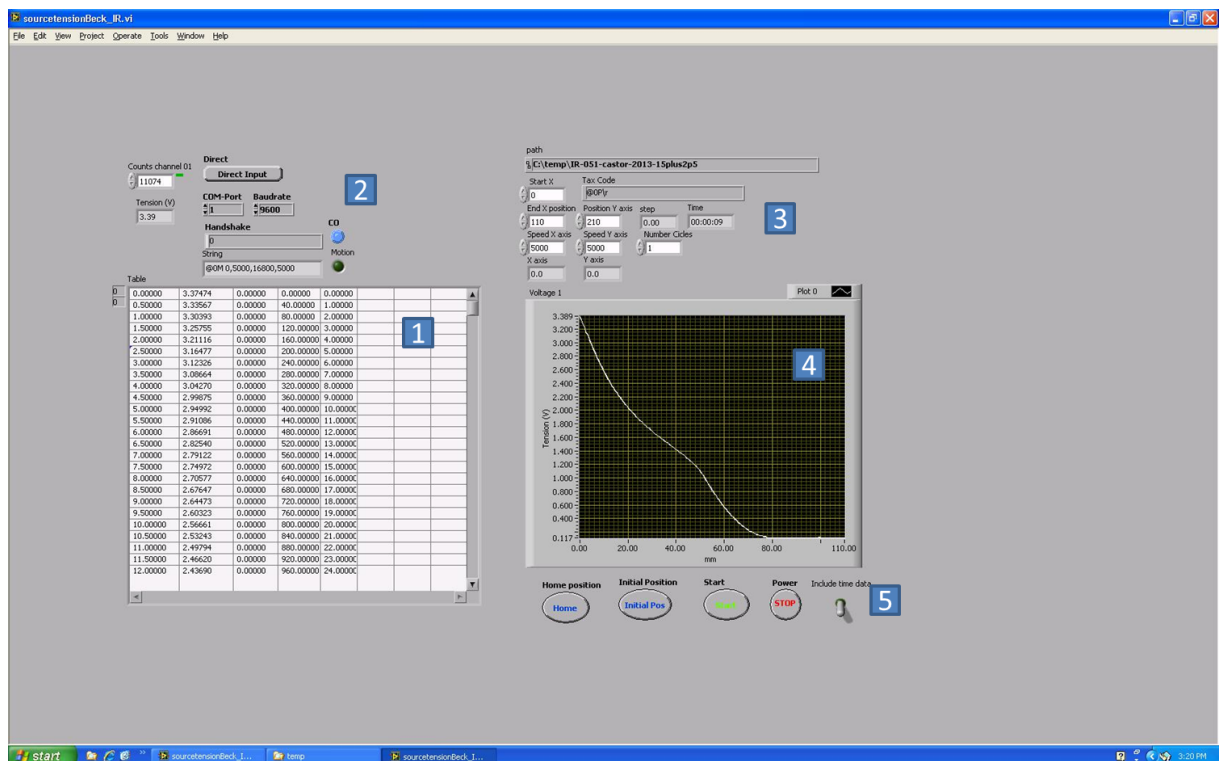 sourcetensionBeck_IR.vi
File Edit View Project Operate Tools Window Help
Counts channel 01
11074
Tension (V)
3.39
Direct
Direct Input
COM-Port Baudrate
1 9600
Handshake
0
String
@0M 0,5000,16800,5000
CO
Motion
2
path
C:\temp\IR-051-castor-2013-15plus2p5
Start X Tax Code
0 @0P\r
End X position Position Y axis step Time
110 210 0.00 00:00:09
Speed X axis Speed Y axis Number Cicles
5000 5000 1
X axis Y axis
0.0 0.0
3
Table
0
0
0.00000 3.37474 0.00000 0.00000 0.00000
0.50000 3.33567 0.00000 40.00000 1.00000
1.00000 3.30393 0.00000 80.00000 2.00000
1.50000 3.25755 0.00000 120.00000 3.00000
2.00000 3.21116 0.00000 160.00000 4.00000
2.50000 3.16477 0.00000 200.00000 5.00000
3.00000 3.12326 0.00000 240.00000 6.00000
3.50000 3.08664 0.00000 280.00000 7.00000
4.00000 3.04270 0.00000 320.00000 8.00000
4.50000 2.99875 0.00000 360.00000 9.00000
5.00000 2.94992 0.00000 400.00000 10.0000
5.50000 2.91086 0.00000 440.00000 11.0000
6.00000 2.86691 0.00000 480.00000 12.0000
6.50000 2.82540 0.00000 520.00000 13.0000
7.00000 2.79122 0.00000 560.00000 14.0000
7.50000 2.74972 0.00000 600.00000 15.0000
8.00000 2.70577 0.00000 640.00000 16.0000
8.50000 2.67647 0.00000 680.00000 17.0000
9.00000 2.64473 0.00000 720.00000 18.0000
9.50000 2.60323 0.00000 760.00000 19.0000
10.00000 2.56661 0.00000 800.00000 20.0000
10.50000 2.53243 0.00000 840.00000 21.0000
11.00000 2.49794 0.00000 880.00000 22.0000
11.50000 2.46620 0.00000 920.00000 23.0000
12.00000 2.43690 0.00000 960.00000 24.0000
1
Voltage 1
Plot 0
4
Tension (V)
3.389
3.200
3.000
2.800
2.600
2.400
2.200
2.000
1.800
1.600
1.400
1.200
1.000
0.800
0.600
0.400
0.117
0.00 20.00 40.00 60.00 80.00 110.00
mm
Home position Initial Position Start Power Include time data
Home Initial Pos Start STOP
5
start sourcetensionBeck_I... temp sourcetensionBeck_I... 3:20 PM